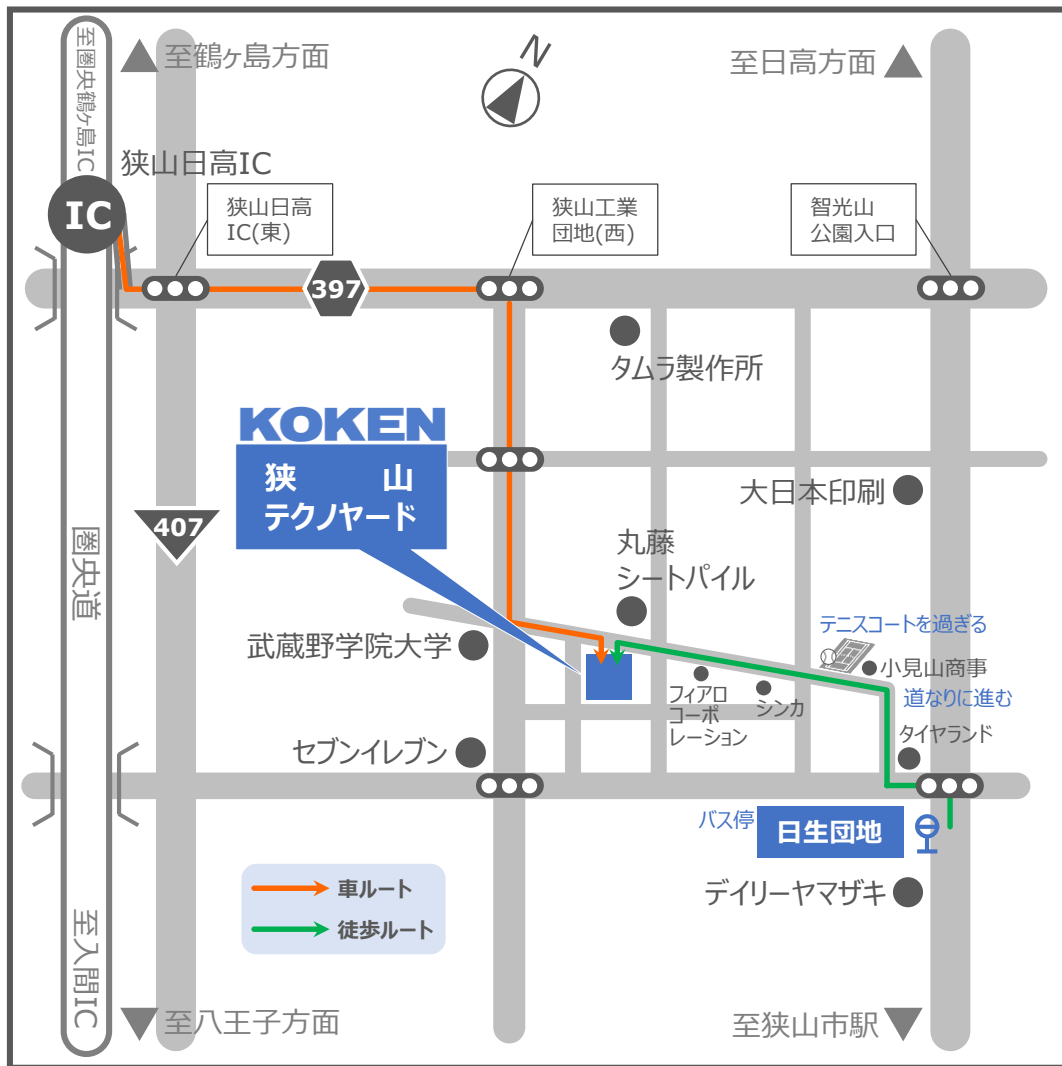 至圏央鶴ヶ島IC
至鶴ヶ島方面
N
至日高方面
狭山日高IC
IC
狭山日高
IC(東)
狭山工業
団地(西)
智光山
公園入口
397
タムラ製作所
KOKEN
狭 山
テクノヤード
大日本印刷
407
圏央道
丸藤
シートパイル
武蔵野学院大学
テニスコートを過ぎる
小見山商事
道なりに進む
フィアロ
コーポ
レーション
シンカ
タイヤランド
セブンイレブン
バス停
日生団地
デイリーヤマザキ
車ルート
徒歩ルート
至入間IC
至八王子方面
至狭山市駅